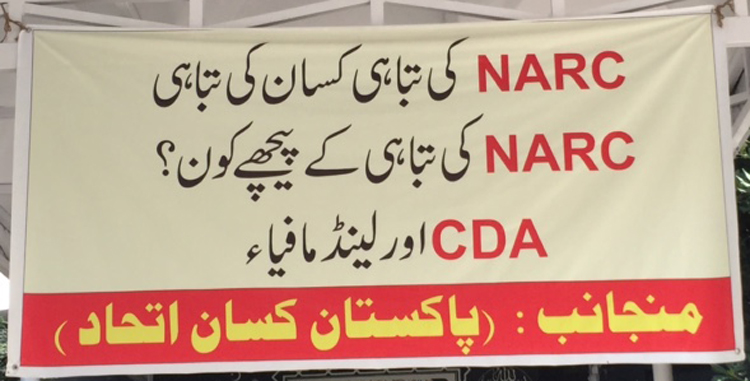 NARC کی تباہی کسان کی تباہی
NARC کی تباہی کے پیچھے کون؟
CDA اور لینڈ مافیاء
منجانب : (پاکستان کسان اتحاد)